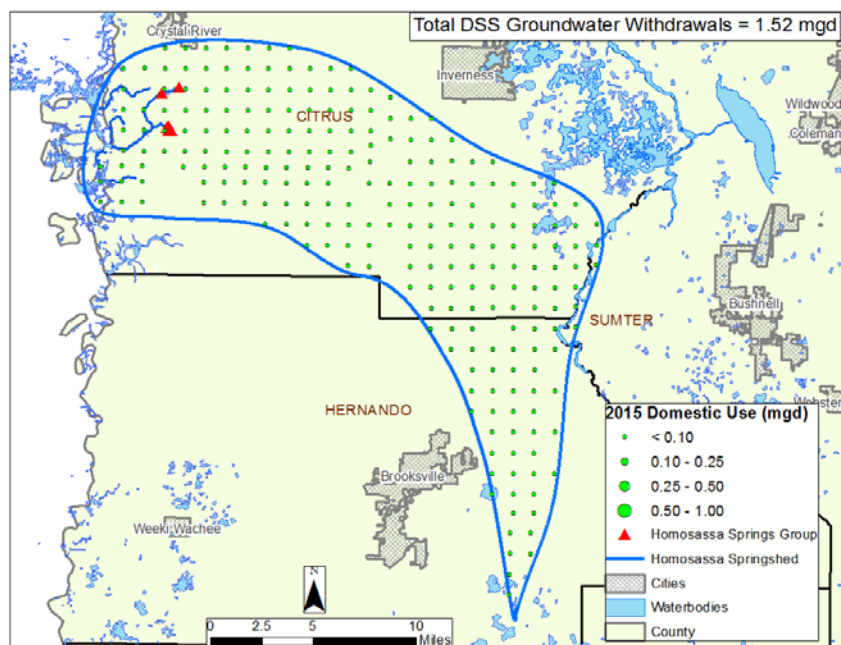 Total DSS Groundwater Withdrawals = 1.52 mgd
Crystal River
Inverness
Wildwood
Coleman
CITRUS
Bushnell
SUMTER
HERNANDO
Webster
Brooksville
Weeki Wachee
2015 Domestic Use (mgd)
< 0.10
0.10 - 0.25
0.25 - 0.50
0.50 - 1.00
Homosassa Springs Group
Homosassa Springshed
Cities
Waterbodies
County
N
0 2.5 5 10
Miles